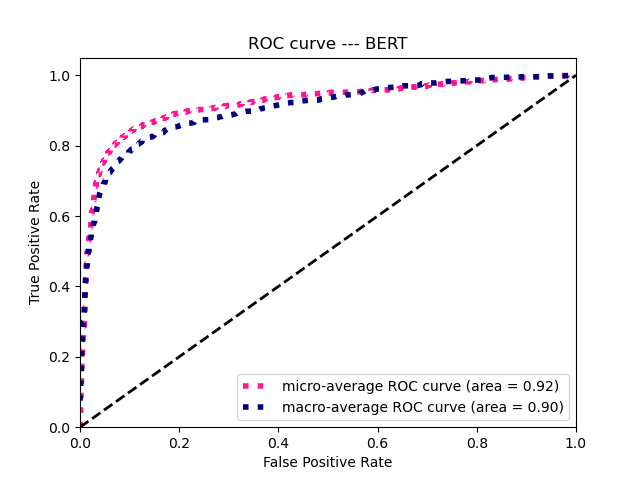 ROC curve --- BERT
1.0
0.8
0.6
0.4
0.2
0.0
True Positive Rate
micro-average ROC curve (area = 0.92)
macro-average ROC curve (area = 0.90)
0.0 0.2 0.4 0.6 0.8 1.0
False Positive Rate